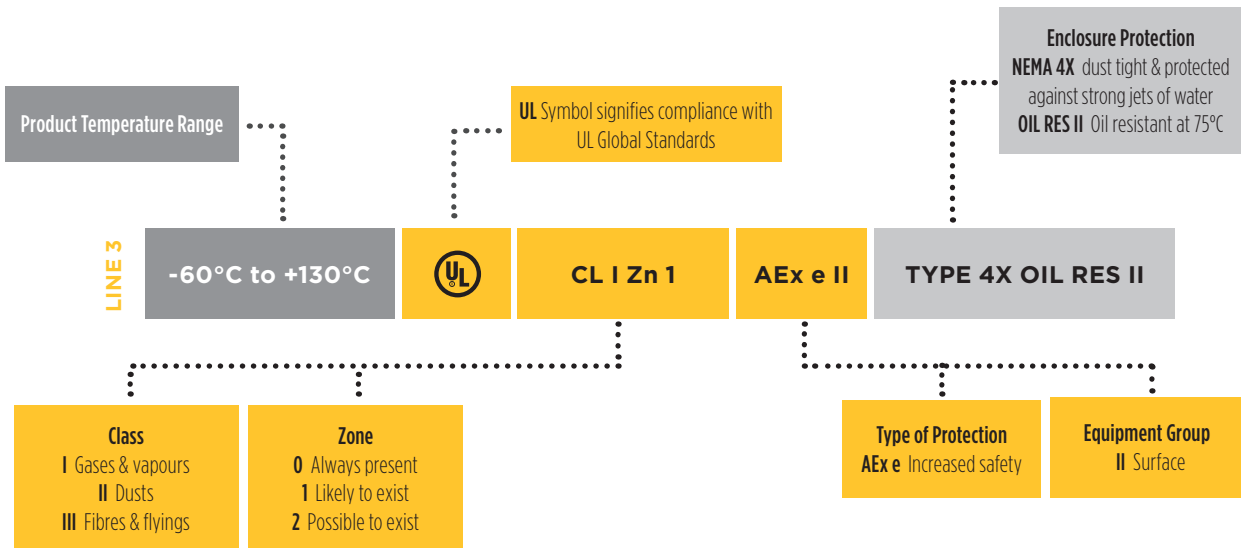 Enclosure Protection
NEMA 4X dust tight & protected
against strong jets of water
OIL RES II Oil resistant at 75°C
Product Temperature Range
UL Symbol signifies compliance with
UL Global Standards
LINE 3
-60°C to +130°C
UL
CL I Zn 1
AEx e II
TYPE 4X OIL RES II
Class
I Gases & vapours
II Dusts
III Fibres & flyings
Zone
0 Always present
1 Likely to exist
2 Possible to exist
Type of Protection
AEx e Increased safety
Equipment Group
II Surface